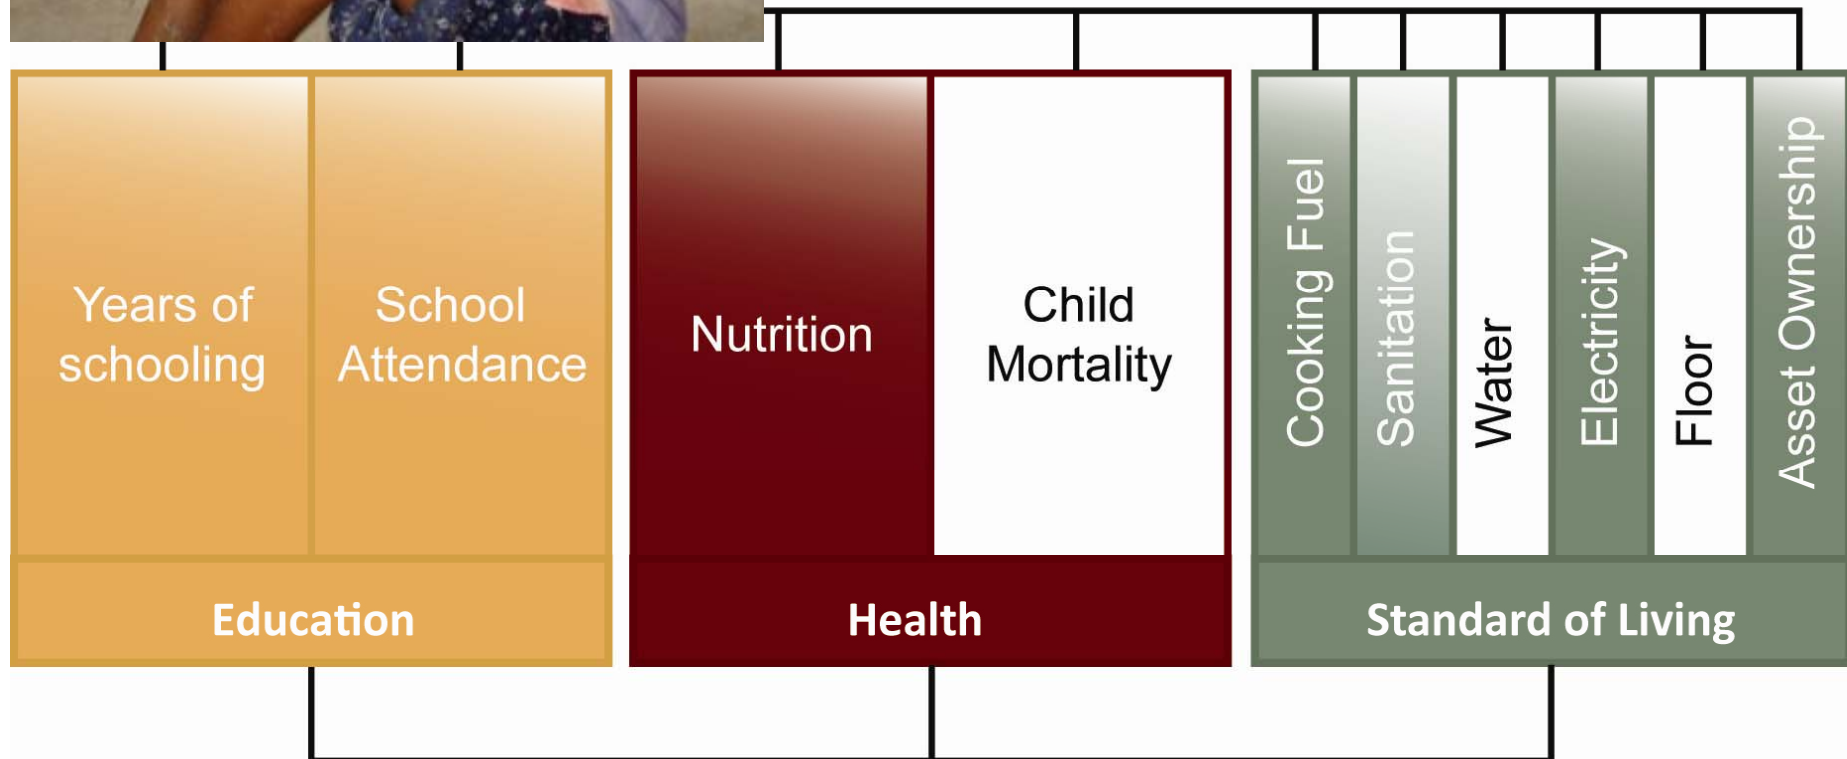 Years of
schooling
School
Attendance
Nutrition
Child
Mortality
Cooking Fuel
Sanitation
Water
Electricity
Floor
Asset Ownership
Education
Health
Standard of Living